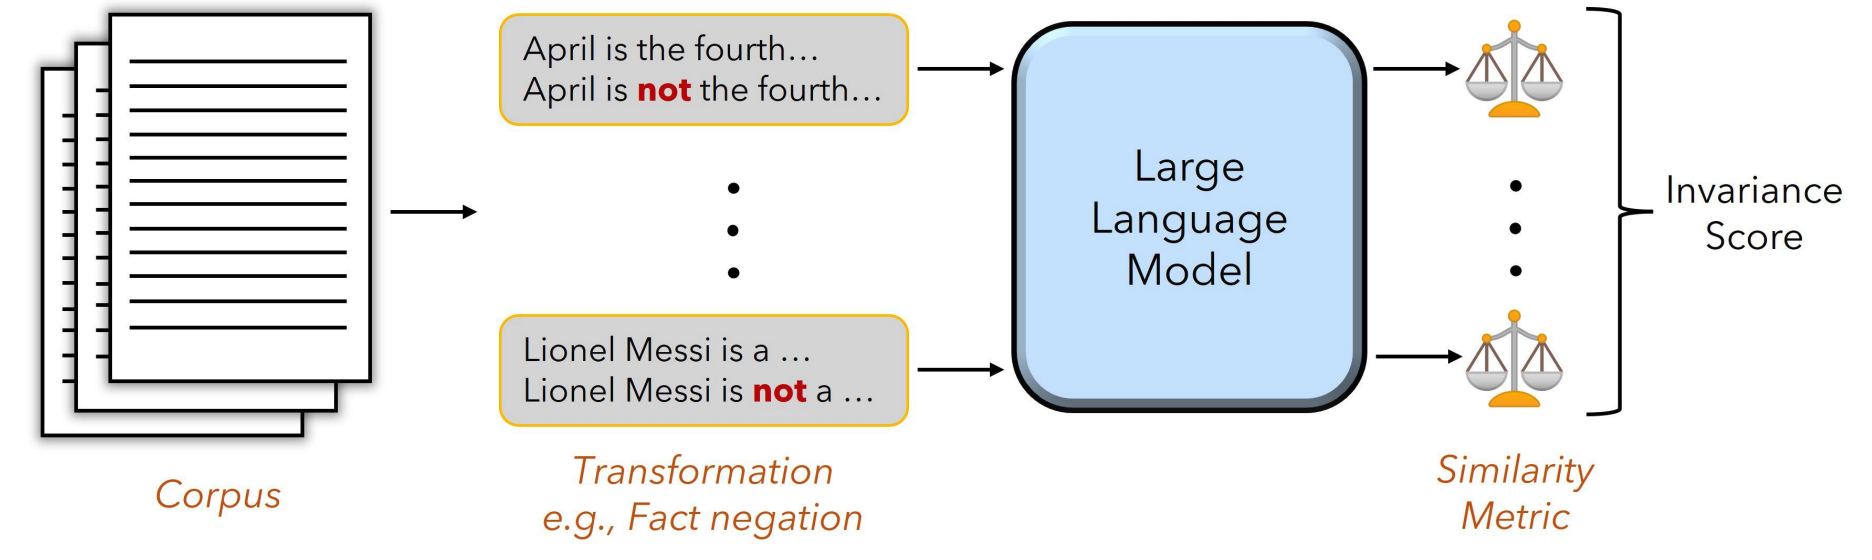 April is the fourth...
April is not the fourth...
Lionel Messi is a ...
Lionel Messi is not a ...
Large
Language
Model
Invariance
Score
Corpus
Transformation
e.g., Fact negation
Similarity
Metric